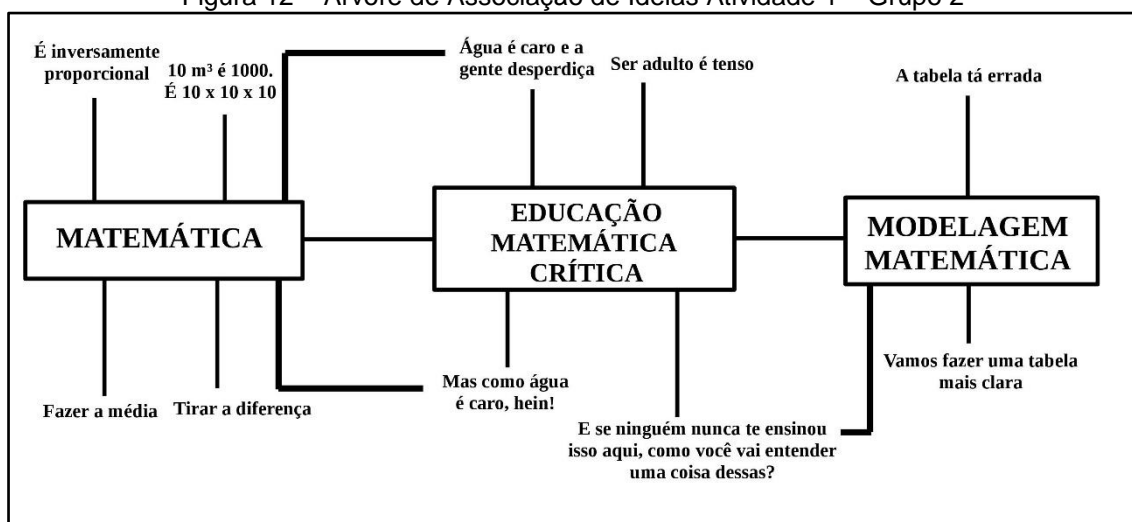 Figura 12 – Árvore de Associação de Ideias Atividade 1 – Grupo 2
É inversamente
proporcional
10 m³ é 1000.
É 10 x 10 x 10
Água é caro e a
gente desperdiça
Ser adulto é tenso
A tabela tá errada
MATEMÁTICA
EDUCAÇÃO
MATEMÁTICA
CRÍTICA
MODELAGEM
MATEMÁTICA
Fazer a média
Tirar a diferença
Mas como água
é caro, hein!
E se ninguém nunca te ensinou
isso aqui, como você vai entender
uma coisa dessas?
Vamos fazer uma tabela
mais clara